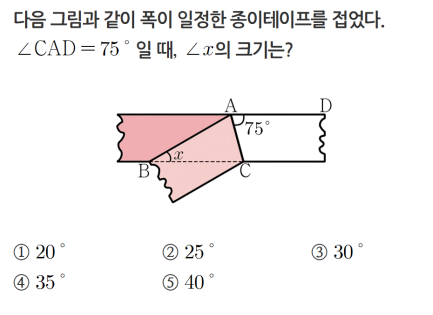 다음 그림과 같이 폭이 일정한 종이테이프를 접었다.
∠CAD=75°일 때, ∠x의 크기는?
A D
75°
x
B C
① 20° ② 25° ③ 30°
④ 35° ⑤ 40°